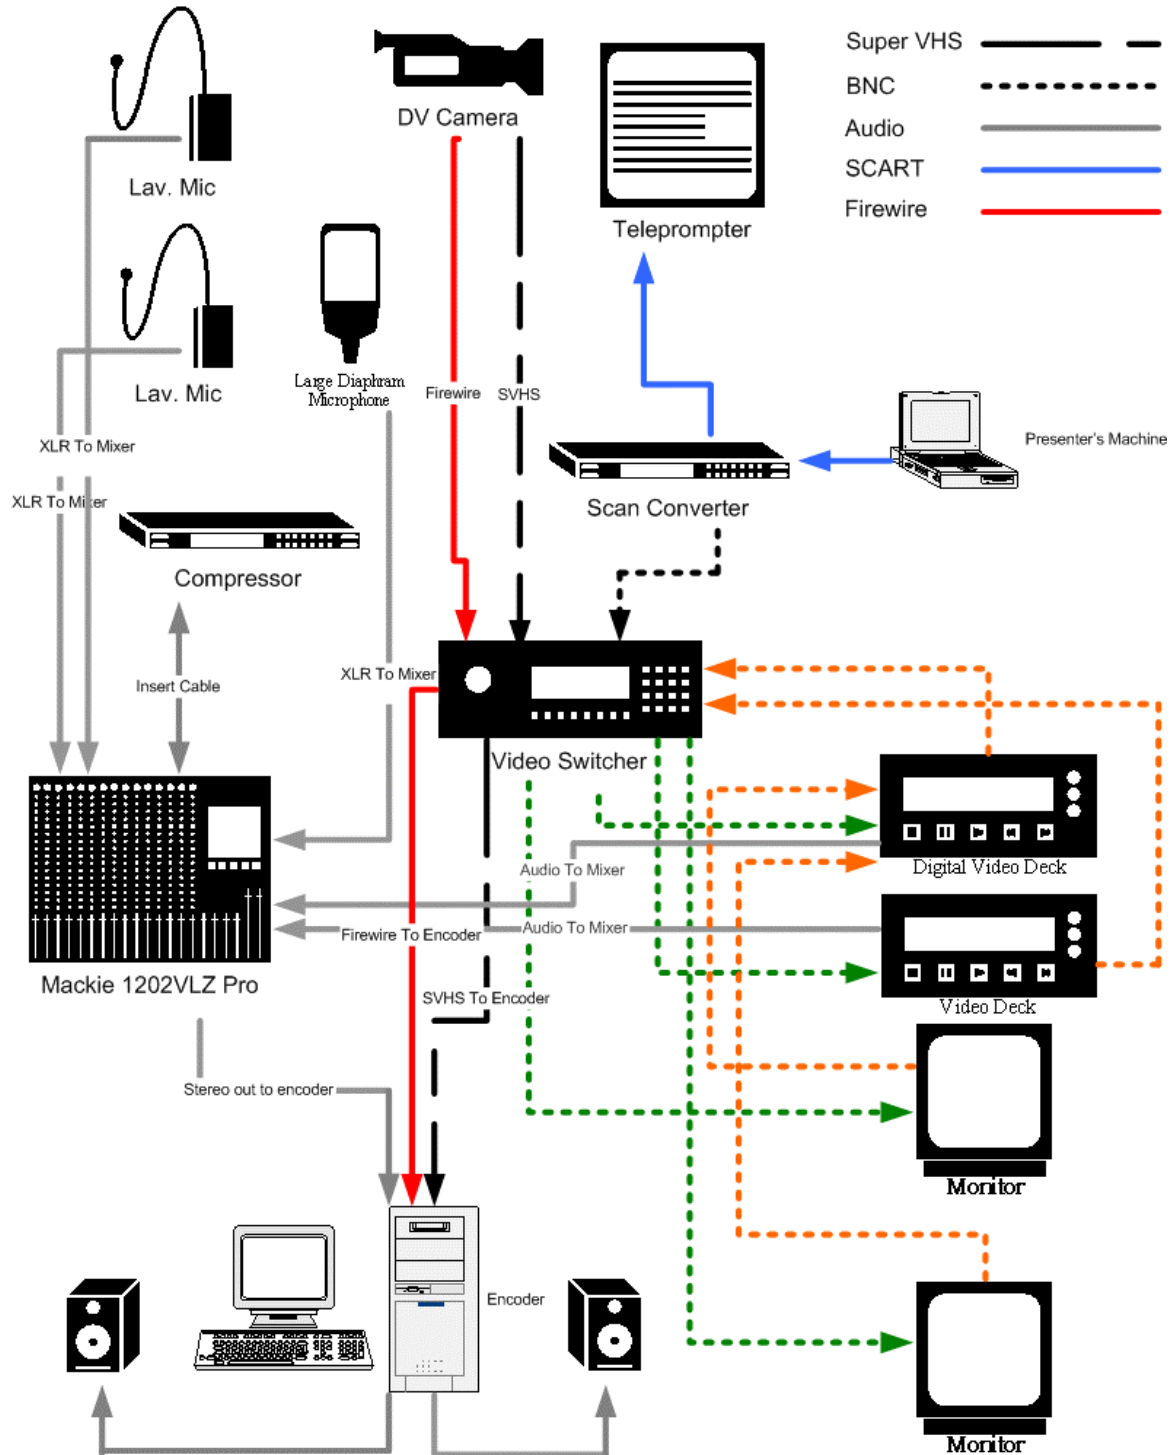 Super VHS
BNC
Audio
SCART
Firewire
DV Camera
Lav. Mic
Teleprompter
Lav. Mic
Large Diaphram
Microphone
Firewire
SVHS
XLR To Mixer
Presenter's Machine
XLR To Mixer
Scan Converter
Compressor
XLR To Mixer
Insert Cable
Video Switcher
Digital Video Deck
Audio To Mixer
Audio To Mixer
Firewire To Encoder
Mackie 1202VLZ Pro
SVHS To Encoder
Video Deck
Stereo out to encoder
Monitor
Encoder
Monitor